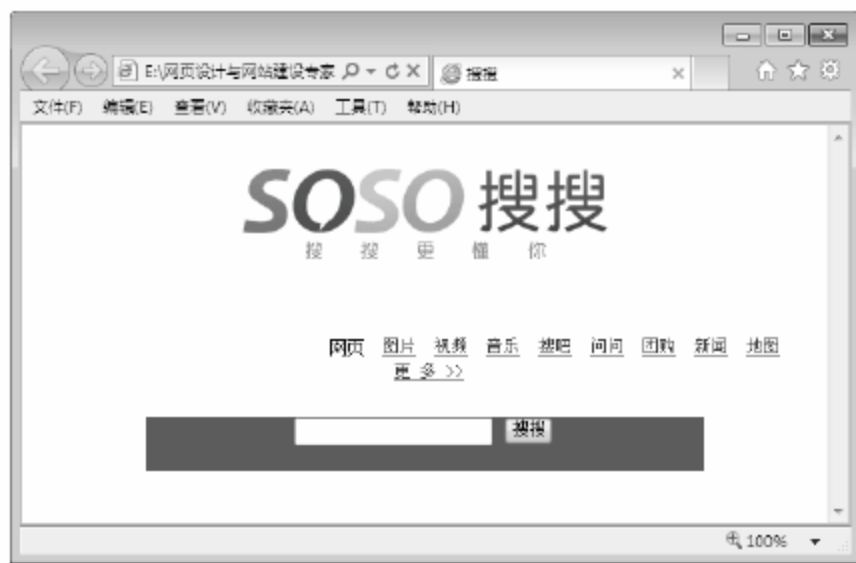 E:\网页设计与网站建设专家
搜搜
文件(F) 编辑(E) 查看(V) 收藏夹(A) 工具(T) 帮助(H)
SOSO 搜搜
搜 搜 更 懂 你
网页 图片 视频 音乐 搜吧 问问 团购 新闻 地图
更 多 >>
搜搜
100%